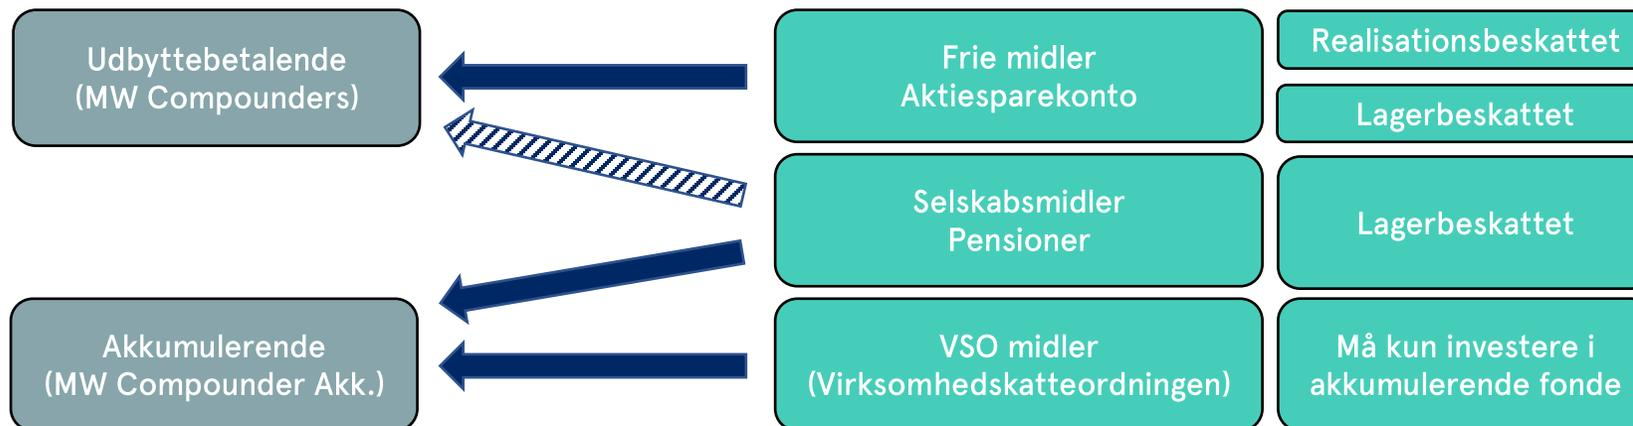 Udbyttebetalende
(MW Compounders)
Frie midler
Aktiesparekonto
Realisationsbeskattet
Lagerbeskattet
Selskabsmidler
Pensioner
Lagerbeskattet
Akkumulerende
(MW Compounder Akk.)
VSO midler
(Virksomhedskatteordningen)
Må kun investere i
akkumulerende fonde